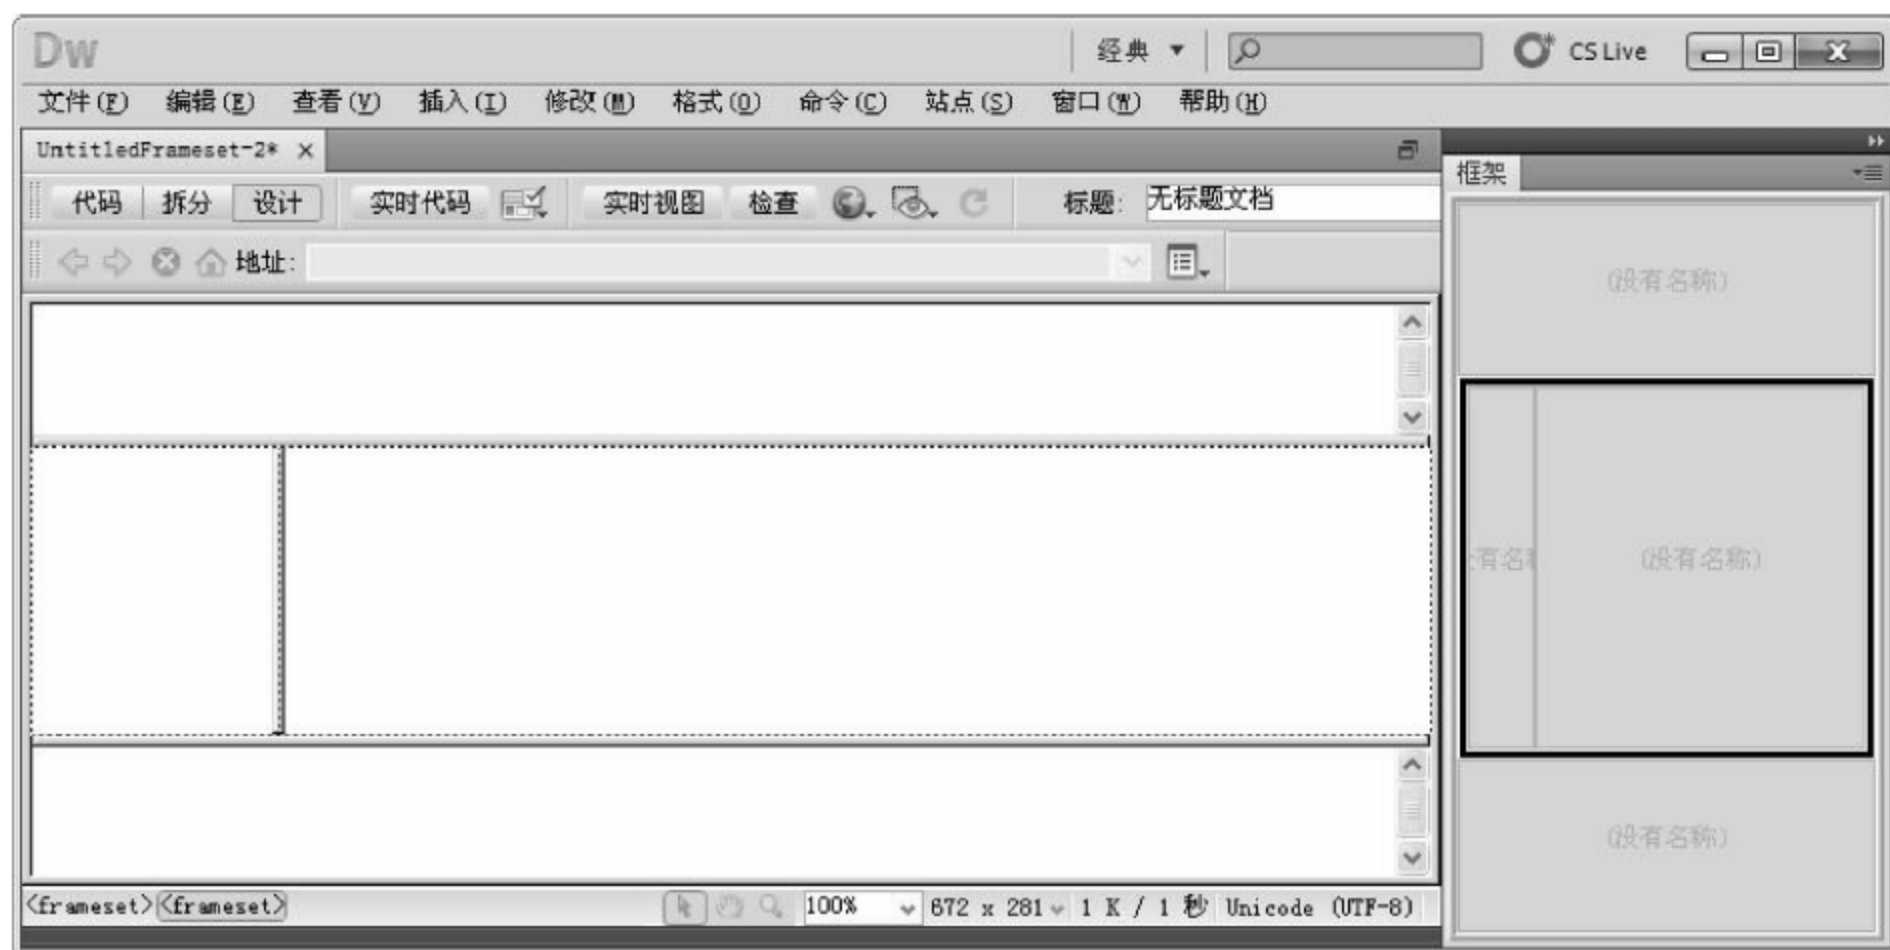 Dw 经典 CS Live
文件(F) 编辑(E) 查看(V) 插入(I) 修改(M) 格式(O) 命令(C) 站点(S) 窗口(W) 帮助(H)
UntitledFrameset-2*
框架
代码 拆分 设计 实时代码 实时视图 检查 标题: 无标题文档
地址:
(没有名称)
有名 (没有名称)
(没有名称)
<frameset> <frameset> 100% 672 x 281 1 K / 1 秒 Unicode (UTF-8)